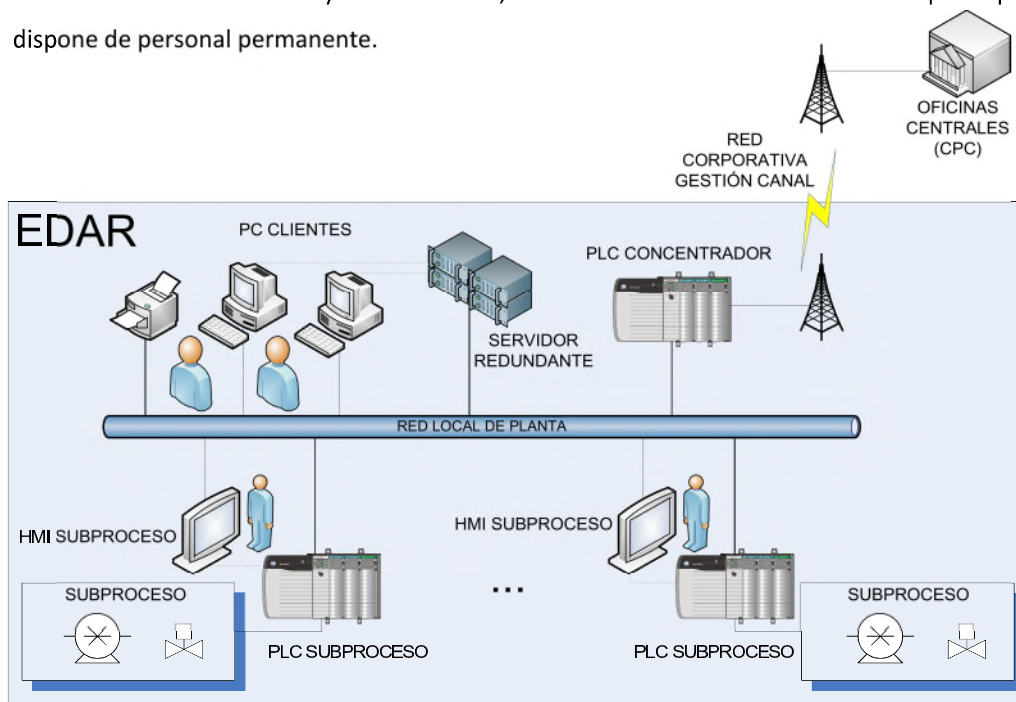 dispone de personal permanente.
OFICINAS
CENTRALES
(CPC)
RED
CORPORATIVA
GESTIÓN CANAL
EDAR
PC CLIENTES
PLC CONCENTRADOR
SERVIDOR
REDUNDANTE
RED LOCAL DE PLANTA
HMI SUBPROCESO
HMI SUBPROCESO
SUBPROCESO
...
SUBPROCESO
PLC SUBPROCESO
PLC SUBPROCESO